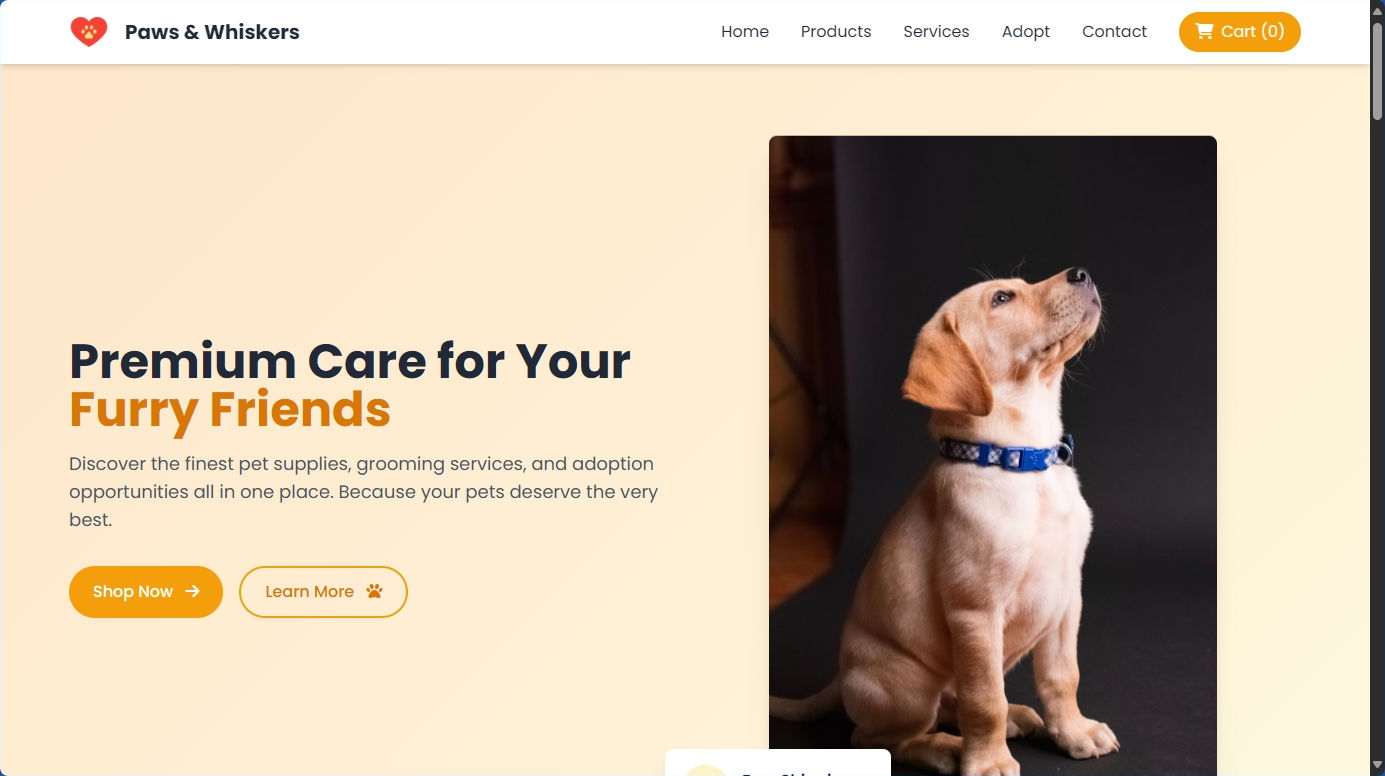 Paws & Whiskers
Home Products Services Adopt Contact Cart (0)
Premium Care for Your
Furry Friends
Discover the finest pet supplies, grooming services, and adoption
opportunities all in one place. Because your pets deserve the very
best.
Shop Now Learn More